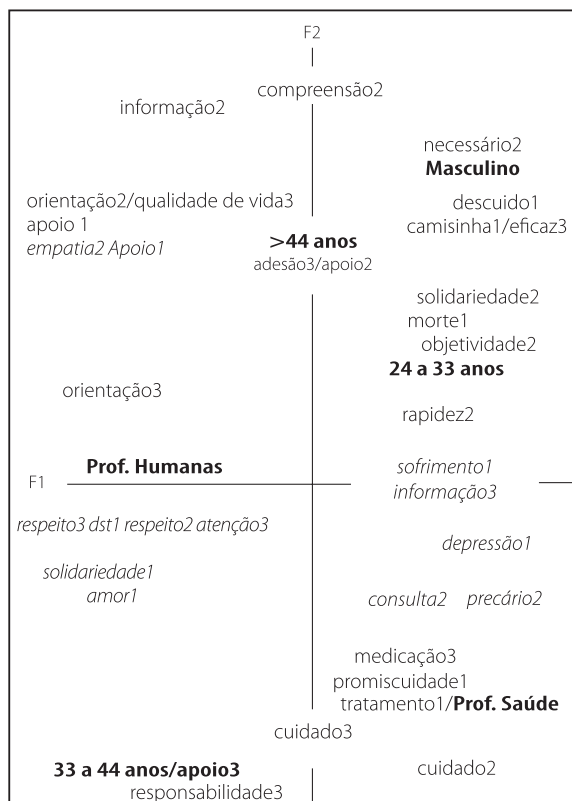 F2
compreensão2
informação2
necessário2
Masculino
orientação2/qualidade de vida3
descuido1
apoio 1
camisinha1/eficaz3
empatia2 Apoio1
>44 anos
adesão3/apoio2
solidariedade2
morte1
objetividade2
24 a 33 anos
orientação3
rapidez2
Prof. Humanas
sofrimento1
F1
informação3
respeito3 dst1 respeito2 atenção3
depressão1
solidariedade1
amor1
consulta2 precário2
medicação3
promiscuidade1
tratamento1/Prof. Saúde
cuidado3
33 a 44 anos/apoio3
cuidado2
responsabilidade3